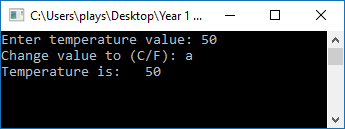 C:\Users\plays\Desktop\Year 1 ...
Enter temperature value: 50
Change value to (C/F): a
Temperature is:   50